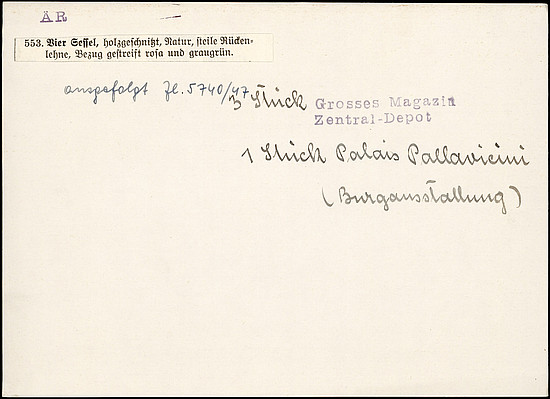 ÄR
553. Vier Sessel, holzgeschnitzt, Natur, steile Rücken-
lehne, Bezug gestreift rosa und graugrün.
ausgefolgt Zl. 5740/47
3 Stück Grosses Magazin
Zentral-Depot
1 Stück Palais Pallavicini
(Burgausstallung)